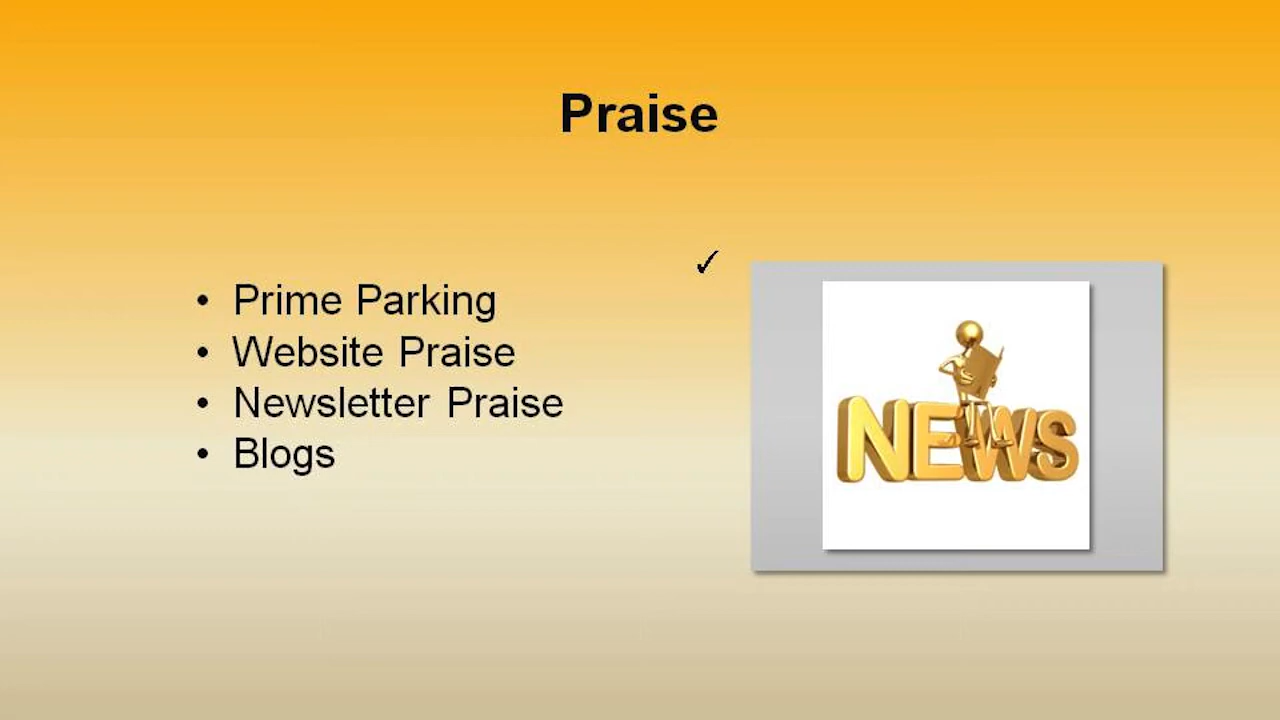 Praise
✓
• Prime Parking
• Website Praise
• Newsletter Praise
• Blogs
NEWS